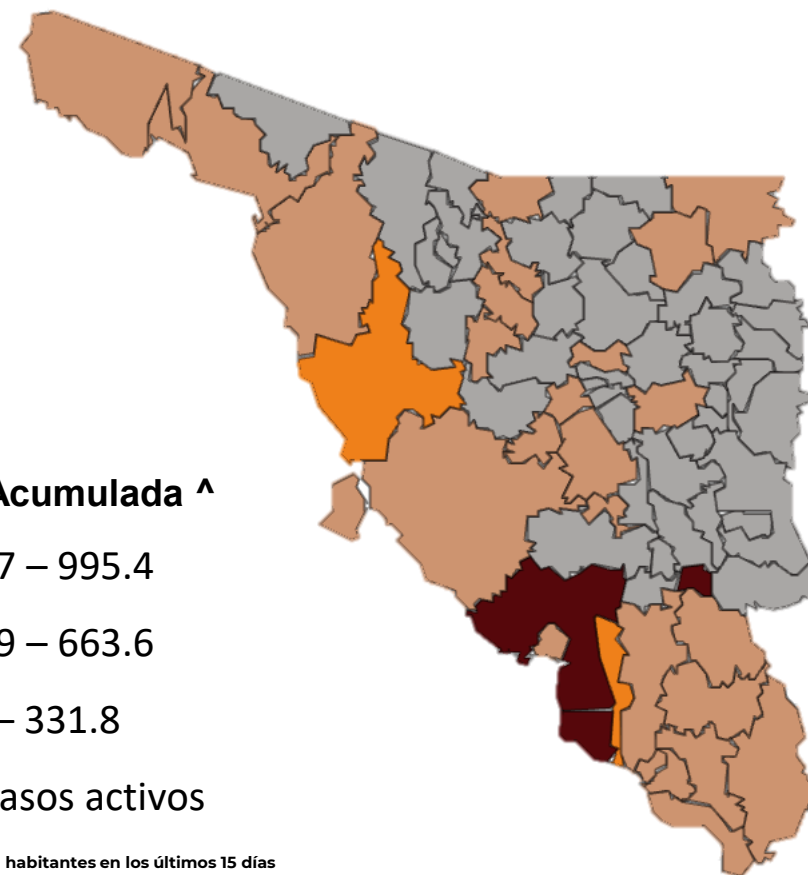 Acumulada ^
7 – 995.4
9 – 663.6
– 331.8
asos activos
habitantes en los últimos 15 días